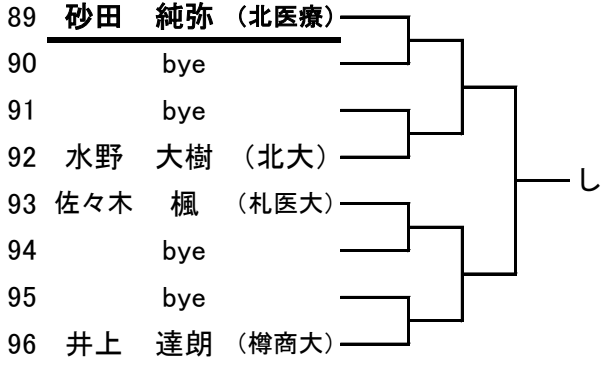 89 砂田 純弥 (北医療)
90 bye
91 bye
92 水野 大樹 (北大)
93 佐々木 楓 (札医大)
94 bye
95 bye
96 井上 達朗 (樽商大)
し